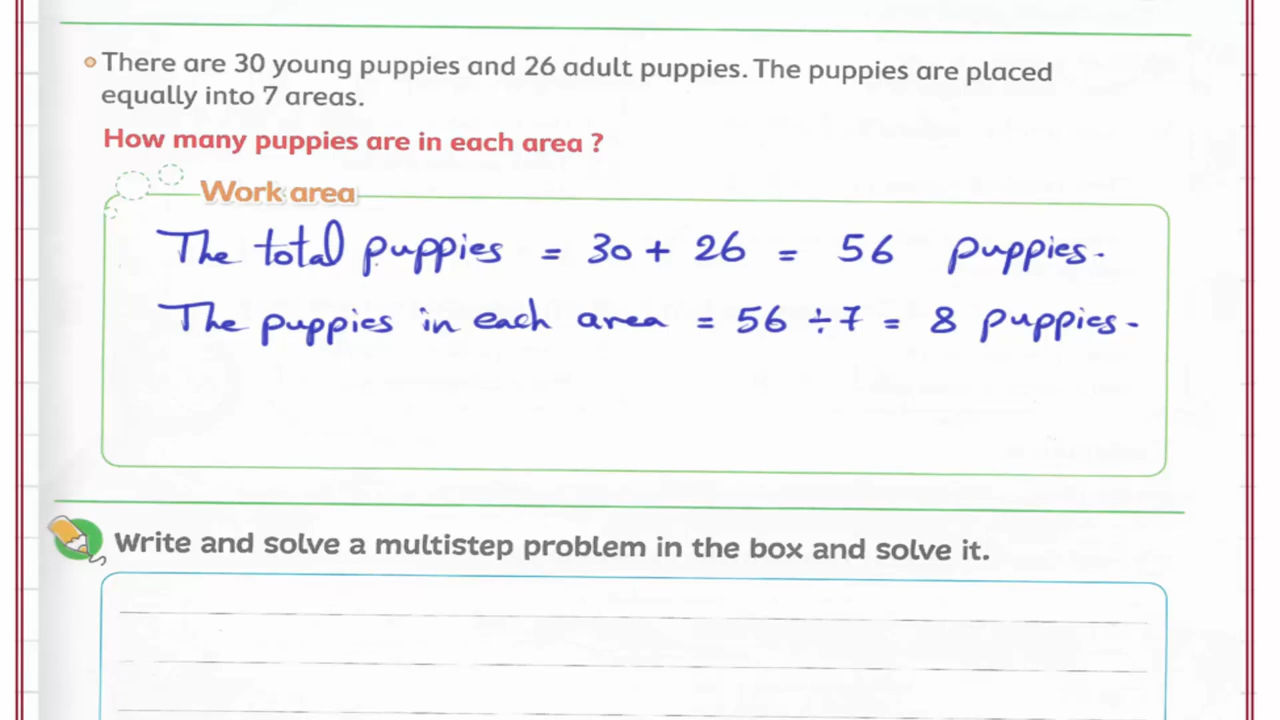 There are 30 young puppies and 26 adult puppies. The puppies are placed
equally into 7 areas.
How many puppies are in each area ?
Work area
The total puppies = 30 + 26 = 56 puppies.
The puppies in each area = 56 ÷ 7 = 8 puppies.
Write and solve a multistep problem in the box and solve it.